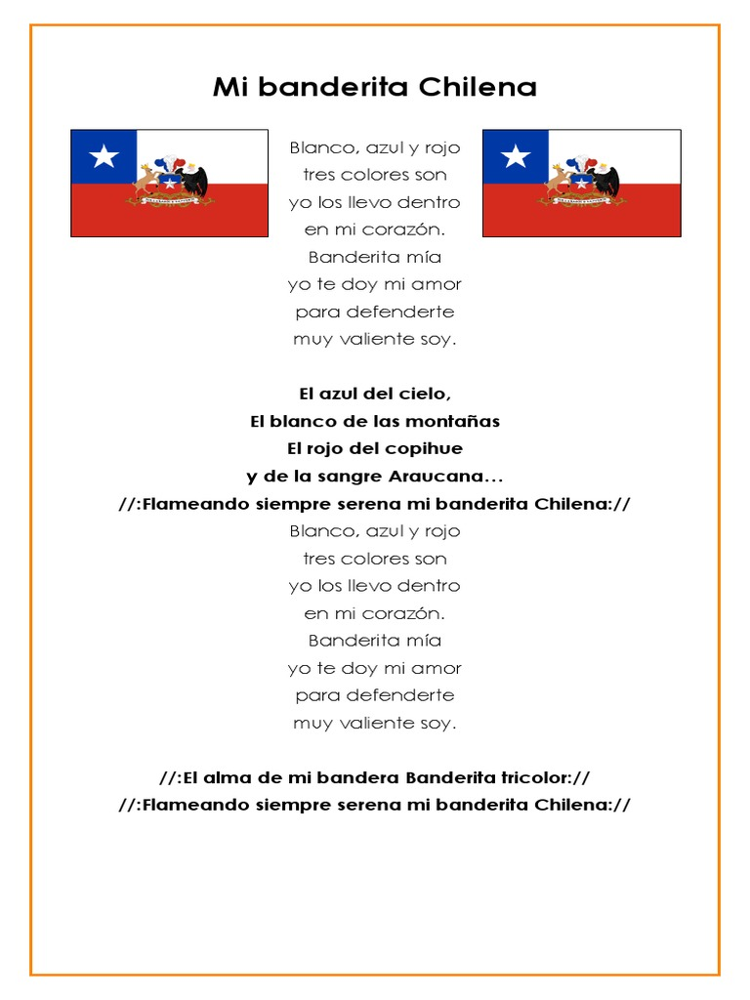 Mi banderita Chilena
Blanco, azul y rojo
tres colores son
yo los llevo dentro
en mi corazón.
Banderita mía
yo te doy mi amor
para defenderte
muy valiente soy.
El azul del cielo,
El blanco de las montañas
El rojo del copihue
y de la sangre Araucana...
//:Flameando siempre serena mi banderita Chilena://
Blanco, azul y rojo
tres colores son
yo los llevo dentro
en mi corazón.
Banderita mía
yo te doy mi amor
para defenderte
muy valiente soy.
//:El alma de mi bandera Banderita tricolor://
//:Flameando siempre serena mi banderita Chilena://